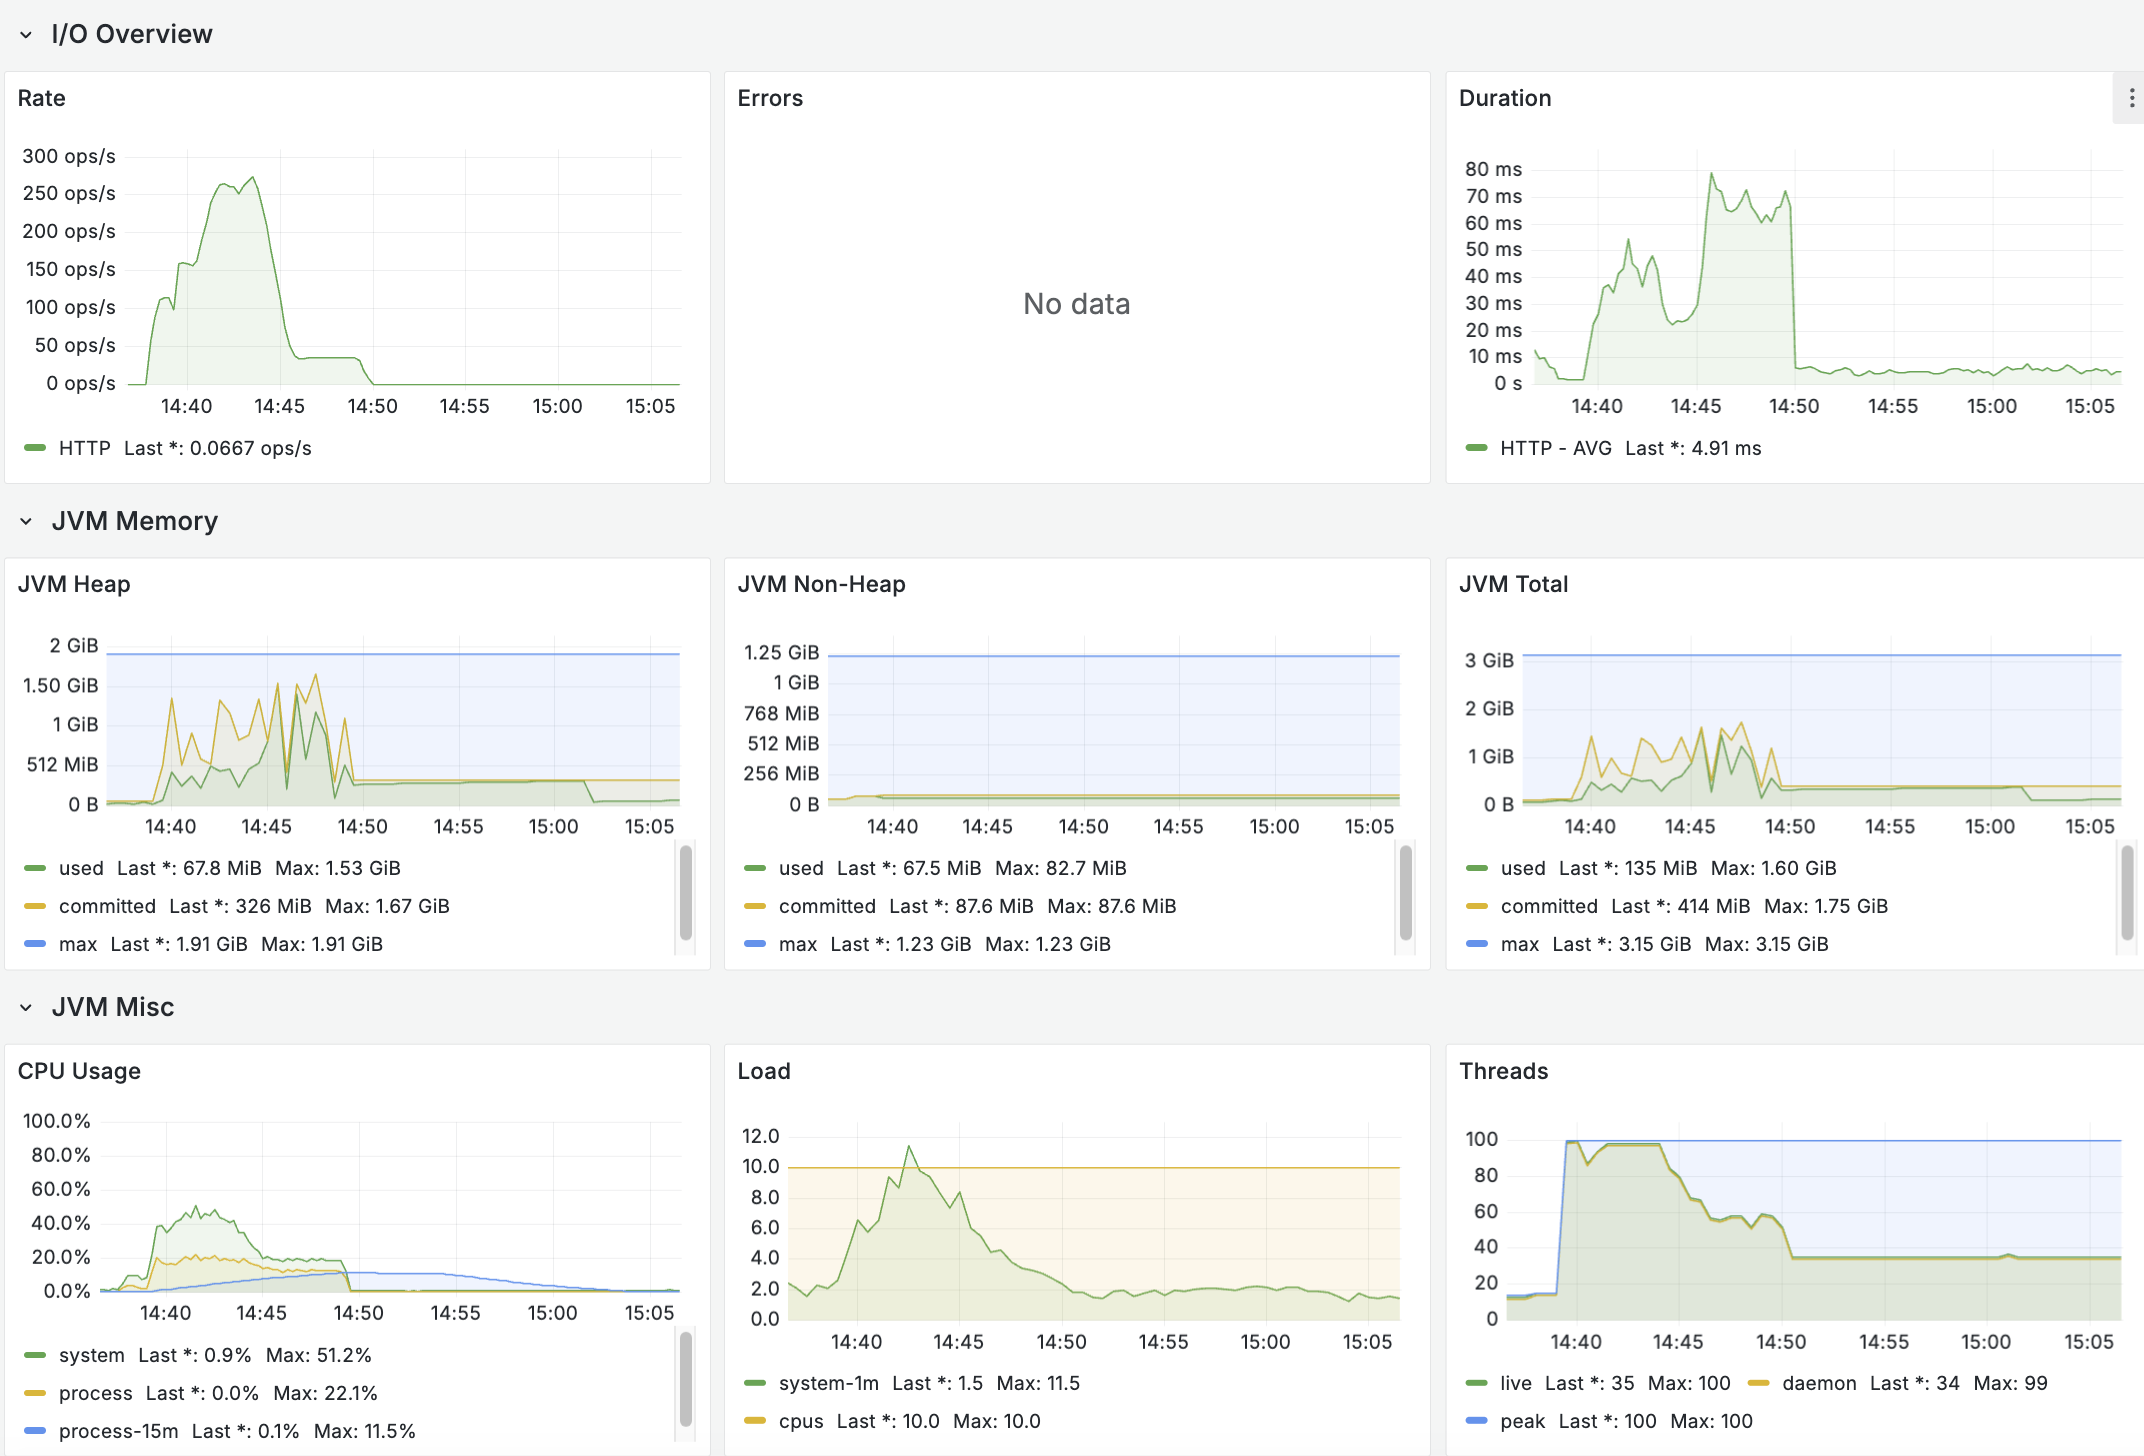 I/O Overview
Rate
300 ops/s
250 ops/s
200 ops/s
150 ops/s
100 ops/s
50 ops/s
0 ops/s
14:40 14:45 14:50 14:55 15:00 15:05
HTTP Last *: 0.0667 ops/s
Errors
No data
Duration
80 ms
70 ms
60 ms
50 ms
40 ms
30 ms
20 ms
10 ms
0 s
14:40 14:45 14:50 14:55 15:00 15:05
HTTP - AVG Last *: 4.91 ms
JVM Memory
JVM Heap
2 GiB
1.50 GiB
1 GiB
512 MiB
0 B
14:40 14:45 14:50 14:55 15:00 15:05
used Last *: 67.8 MiB Max: 1.53 GiB
committed Last *: 326 MiB Max: 1.67 GiB
max Last *: 1.91 GiB Max: 1.91 GiB
JVM Non-Heap
1.25 GiB
1 GiB
768 MiB
512 MiB
256 MiB
0 B
14:40 14:45 14:50 14:55 15:00 15:05
used Last *: 67.5 MiB Max: 82.7 MiB
committed Last *: 87.6 MiB Max: 87.6 MiB
max Last *: 1.23 GiB Max: 1.23 GiB
JVM Total
3 GiB
2 GiB
1 GiB
0 B
14:40 14:45 14:50 14:55 15:00 15:05
used Last *: 135 MiB Max: 1.60 GiB
committed Last *: 414 MiB Max: 1.75 GiB
max Last *: 3.15 GiB Max: 3.15 GiB
JVM Misc
CPU Usage
100.0%
80.0%
60.0%
40.0%
20.0%
0.0%
14:40 14:45 14:50 14:55 15:00 15:05
system Last *: 0.9% Max: 51.2%
process Last *: 0.0% Max: 22.1%
process-15m Last *: 0.1% Max: 11.5%
Load
12.0
10.0
8.0
6.0
4.0
2.0
0.0
14:40 14:45 14:50 14:55 15:00 15:05
system-1m Last *: 1.5 Max: 11.5
cpus Last *: 10.0 Max: 10.0
Threads
100
80
60
40
20
0
14:40 14:45 14:50 14:55 15:00 15:05
live Last *: 35 Max: 100 daemon Last *: 34 Max: 99
peak Last *: 100 Max: 100